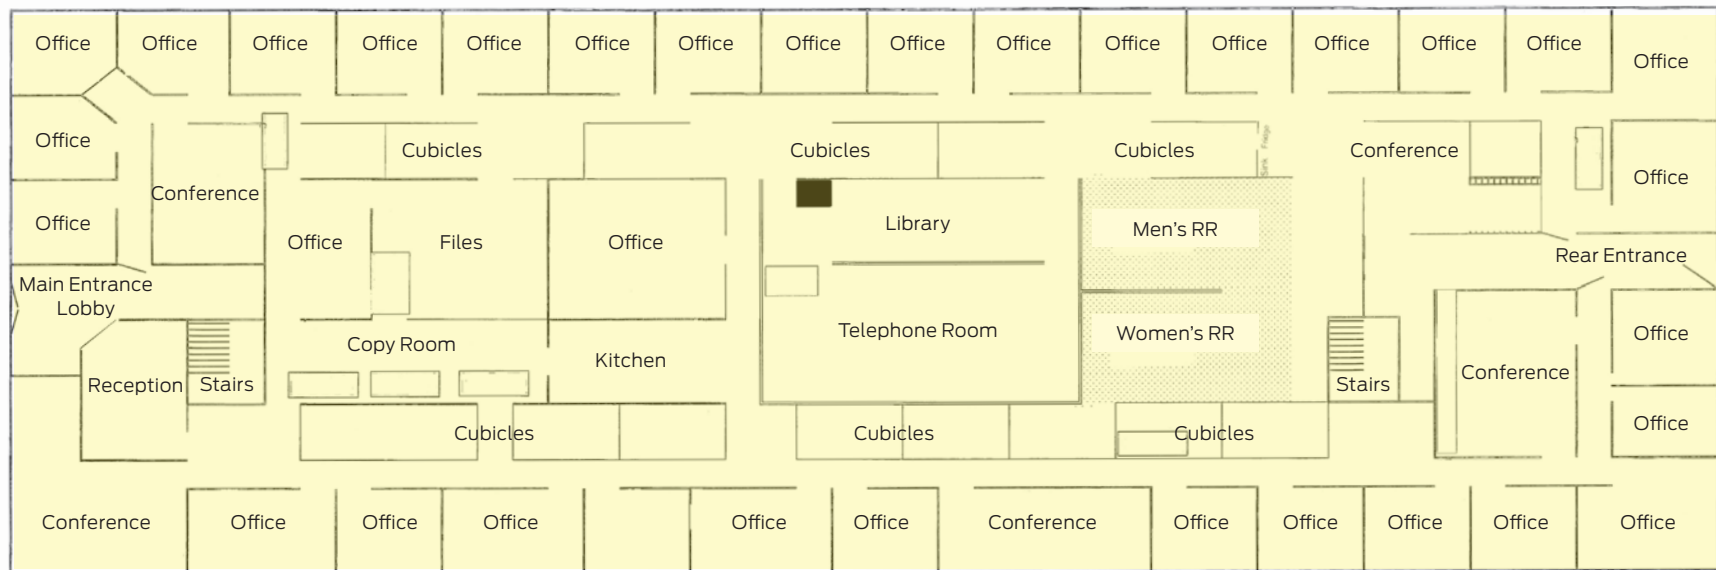 Office Office Office Office Office Office Office Office Office Office Office Office Office Office Office Office
Office Cubicles Cubicles Cubicles Conference
Sink Fridge
Conference Office
Office Office Files Office Library Men's RR
Main Entrance Rear Entrance
Lobby
Copy Room Kitchen Telephone Room Women's RR Office
Reception Stairs Stairs Conference
Cubicles Cubicles Cubicles Office
Conference Office Office Office Office Office Conference Office Office Office Office Office